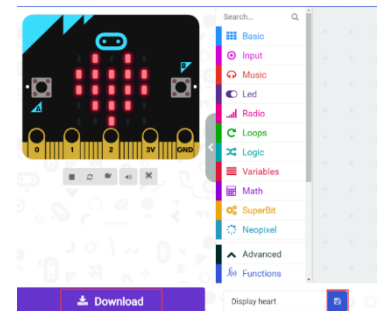 Search...
Basic
Input
Music
Led
Radio
Loops
Logic
Variables
Math
SuperBit
Neopixel
Advanced
f(x) Functions
A
B
0 1 2 3V GND
Download
Display heart